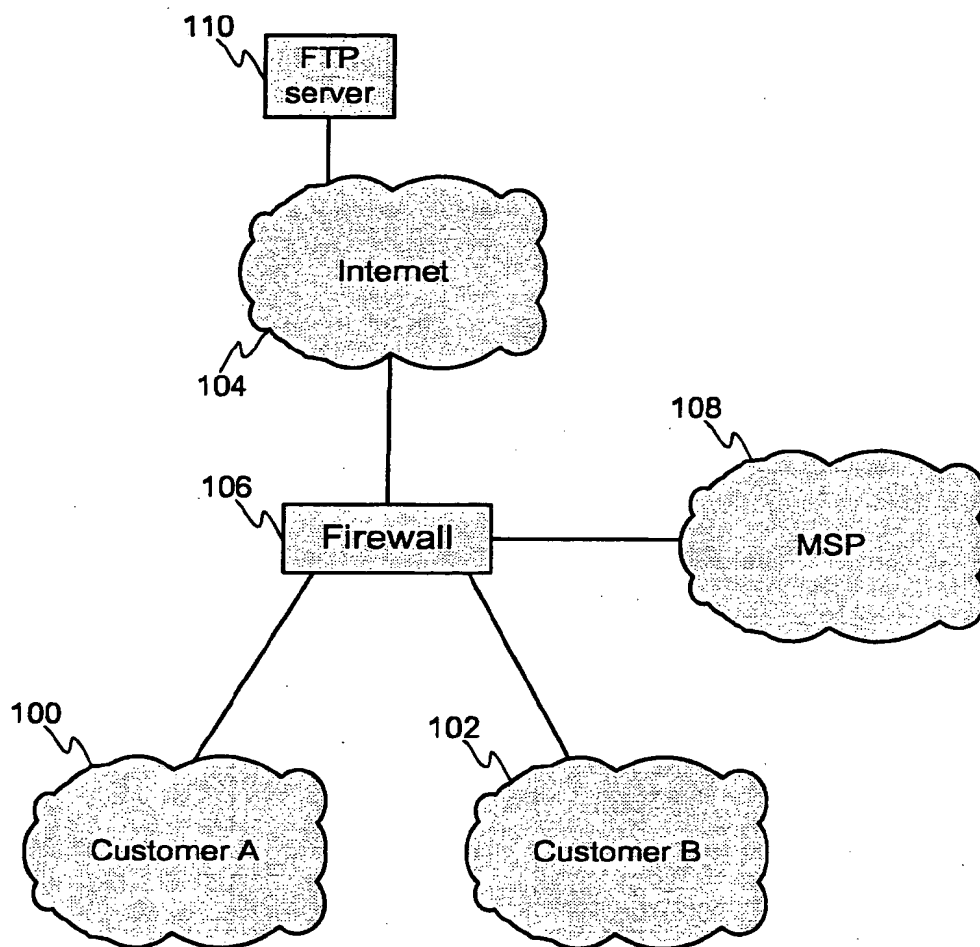 110
FTP
server
Internet
104
108
106
Firewall
MSP
100
102
Customer A
Customer B